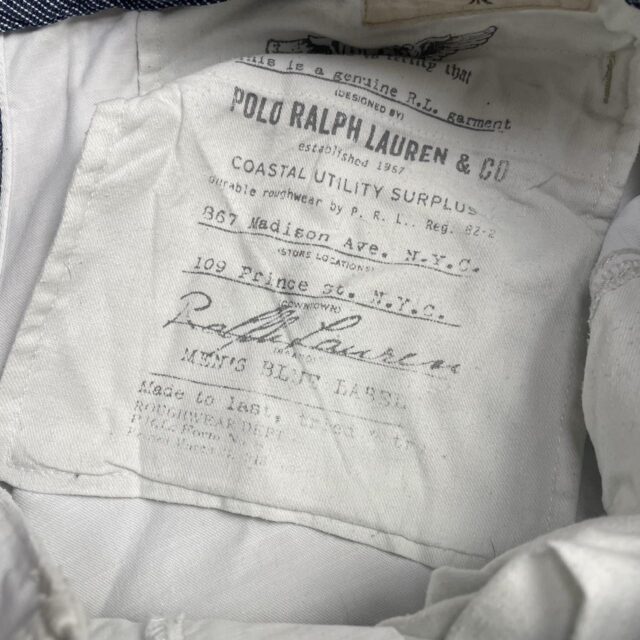 that
this is a genuine R.L. garment
(DESIGNED BY)
POLO RALPH LAUREN & CO
established 1967
COASTAL UTILITY SURPLUS
durable roughwear by P. R. L. Reg. 82-2
867 Madison Ave. N.Y.C.
(STORE LOCATIONS)
109 Prince St. N.Y.C.
Ralph Lauren
MEN'S BLUE LABEL
Made to last,
ROUGHWEAR